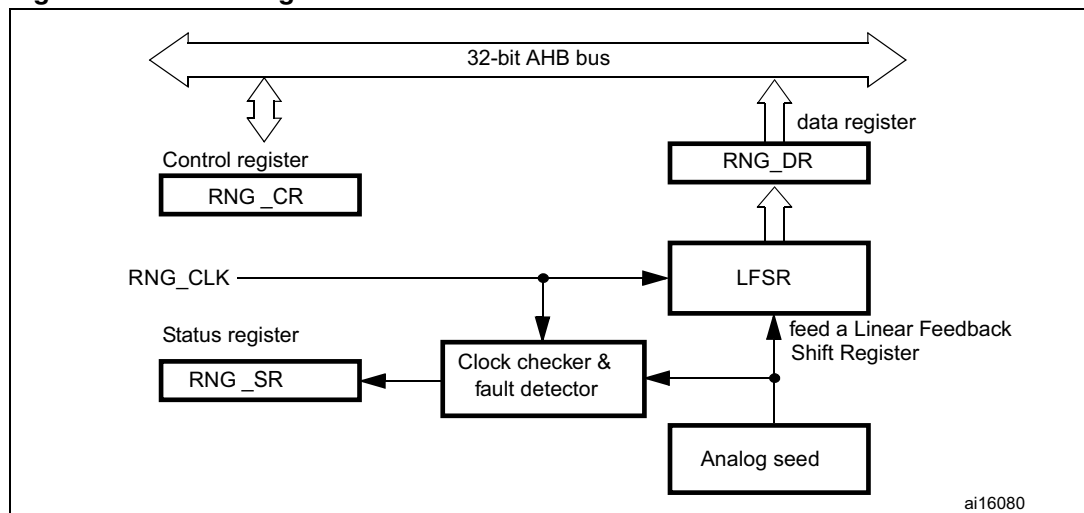 32-bit AHB bus
data register
Control register
RNG_DR
RNG _CR
RNG_CLK
LFSR
Status register
feed a Linear Feedback
Shift Register
Clock checker &
fault detector
RNG _SR
Analog seed
ai16080